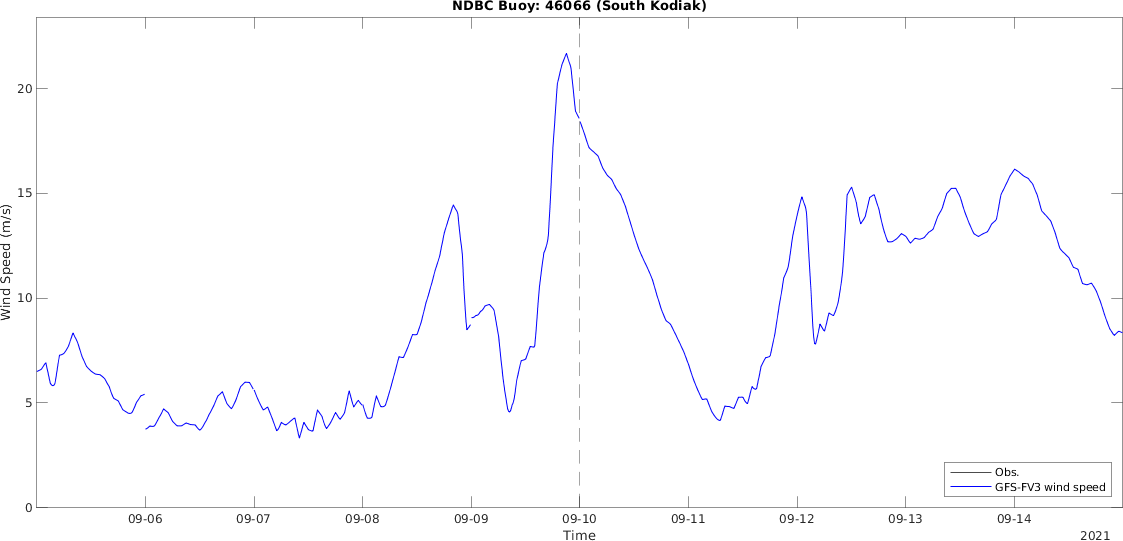 NDBC Buoy: 46066 (South Kodiak)
Wind Speed (m/s)
20
15
10
5
0
Obs.
GFS-FV3 wind speed
09-06 09-07 09-08 09-09 09-10 09-11 09-12 09-13 09-14
Time
2021